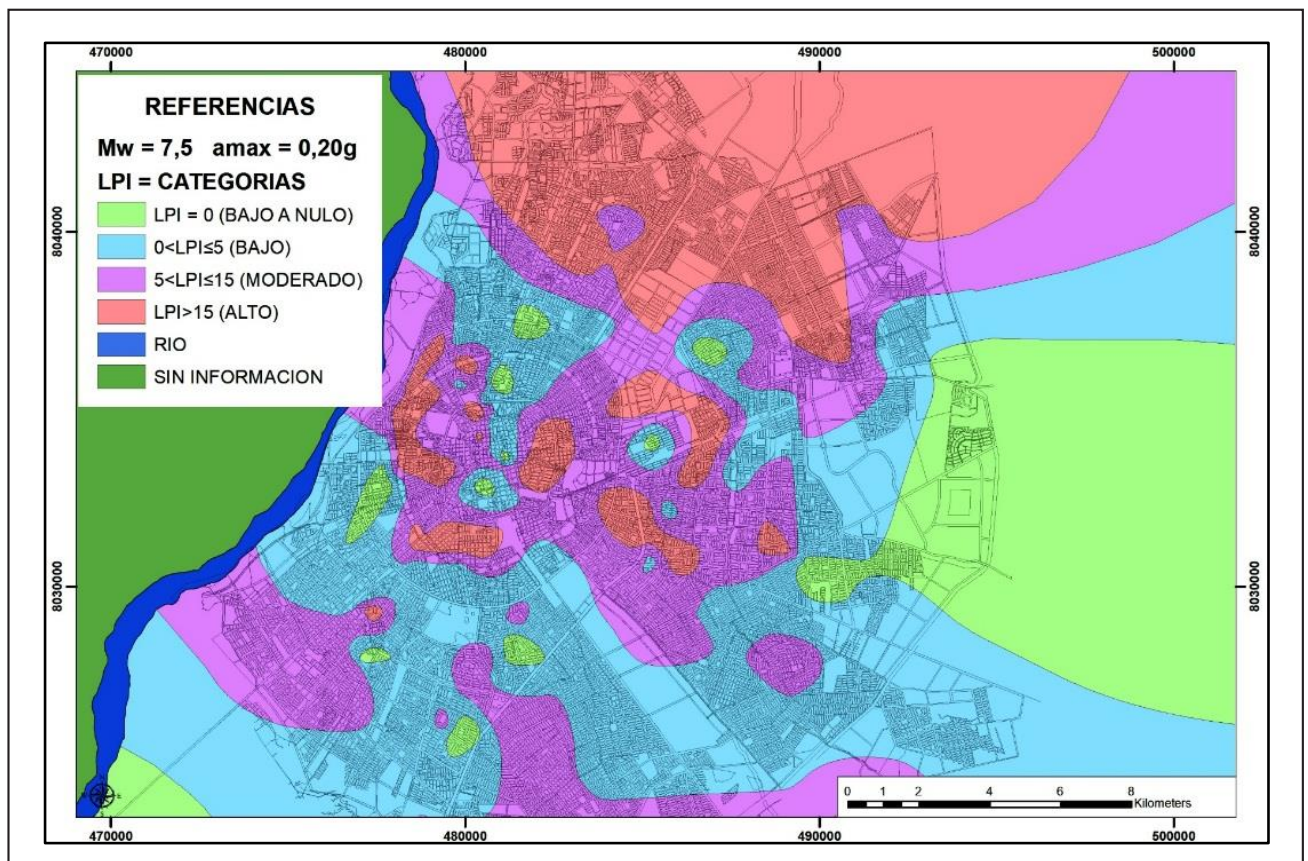 470000 480000 490000 500000
REFERENCIAS
Mw = 7,5 amax = 0,20g
LPI = CATEGORIAS
LPI = 0 (BAJO A NULO)
0<LPI≤5 (BAJO)
5<LPI≤15 (MODERADO)
LPI>15 (ALTO)
RIO
SIN INFORMACION
8040000 8040000
8030000 8030000
0 1 2 4 6 8
Kilometers
470000 480000 490000 500000